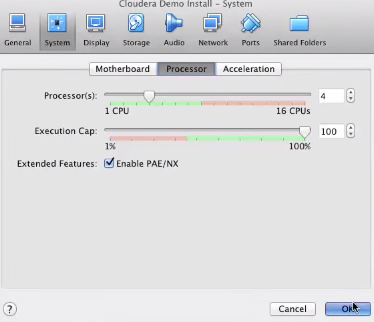 Cloudera Demo Install - System
General System Display Storage Audio Network Ports Shared Folders
Motherboard Processor Acceleration
Processor(s): 4
1 CPU 16 CPUs
Execution Cap: 100
1% 100%
Extended Features: Enable PAE/NX
? Cancel OK